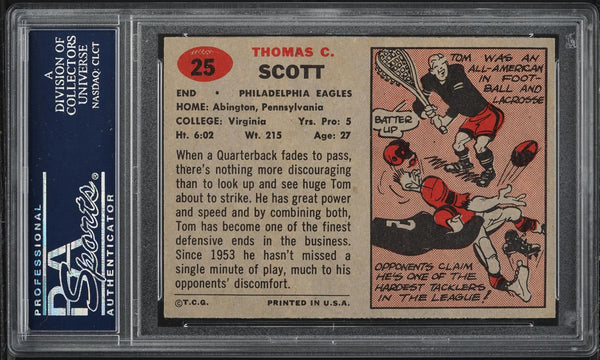 A
DIVISION OF
COLLECTORS
UNIVERSE
NASDAQ: CLCT
PROFESSIONAL
PSA
Sports
AUTHENTICATOR
25
THOMAS C.
SCOTT
END • PHILADELPHIA EAGLES
HOME: Abington, Pennsylvania
COLLEGE: Virginia Yrs. Pro: 5
Ht. 6:02 Wt. 215 Age: 27
When a Quarterback fades to pass,
there's nothing more discouraging
than to look up and see huge Tom
about to strike. He has great power
and speed and by combining both,
Tom has become one of the finest
defensive ends in the business.
Since 1953 he hasn't missed a
single minute of play, much to his
opponents' discomfort.
©T.C.G. PRINTED IN U.S.A.
TOM WAS AN
ALL-AMERICAN
IN FOOT-
BALL AND
LACROSSE
BATTER
UP
OPPONENTS CLAIM
HE'S ONE OF THE
HARDEST TACKLERS
IN THE LEAGUE!